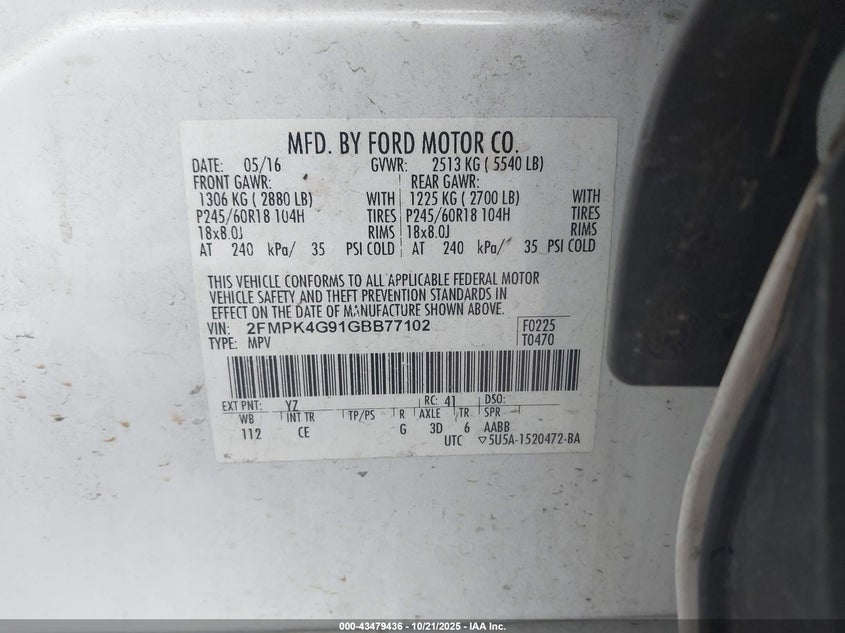 MFD. BY FORD MOTOR CO.
DATE: 05/16 GVWR: 2513 KG ( 5540 LB)
FRONT GAWR: REAR GAWR:
1306 KG ( 2880 LB) WITH 1225 KG ( 2700 LB) WITH
P245/60R18 104H TIRES P245/60R18 104H TIRES
18x8.0J RIMS 18x8.0J RIMS
AT 240 kPa/ 35 PSI COLD AT 240 kPa/ 35 PSI COLD
THIS VEHICLE CONFORMS TO ALL APPLICABLE FEDERAL MOTOR
VEHICLE SAFETY AND THEFT PREVENTION STANDARDS IN
EFFECT ON THE DATE OF MANUFACTURE SHOWN ABOVE.
VIN: 2FMPK4G91GBB77102 F0225
TYPE: MPV T0470
EXT PNT: YZ RC: 41 DSO:
WB INT TR TP/PS R AXLE TR SPR
112 CE G 3D 6 AABB
UTC ▽5U5A-1520472-BA
000-43479436 - 10/21/2025 - IAA Inc.